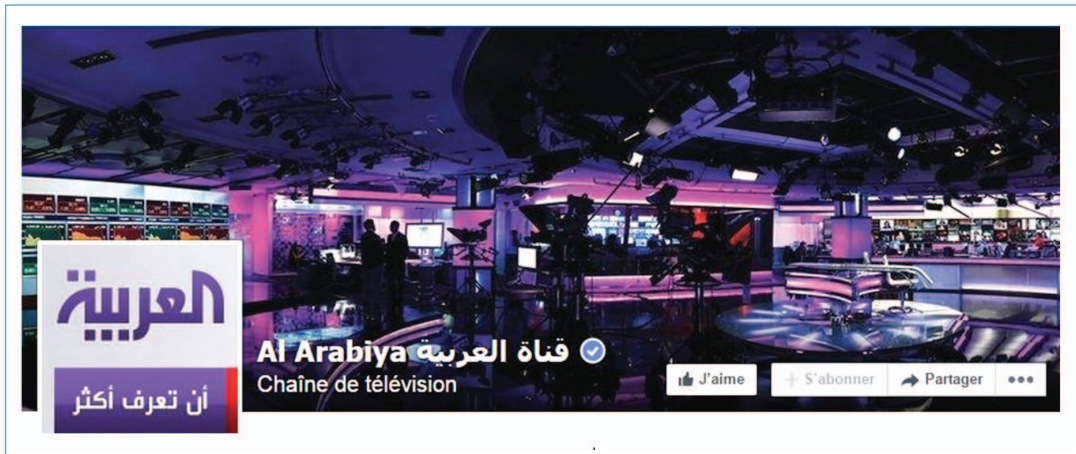 العربية
أن تعرف أكثر
Al Arabiya قناة العربية
Chaîne de télévision
J'aime
+ S'abonner
Partager